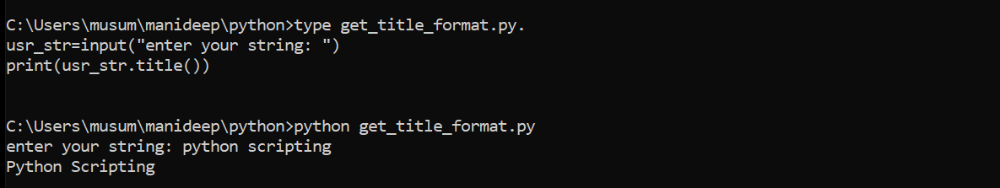 C:\Users\musum\manideep\python>type get_title_format.py.
usr_str=input("enter your string: ")
print(usr_str.title())
C:\Users\musum\manideep\python>python get_title_format.py
enter your string: python scripting
Python Scripting